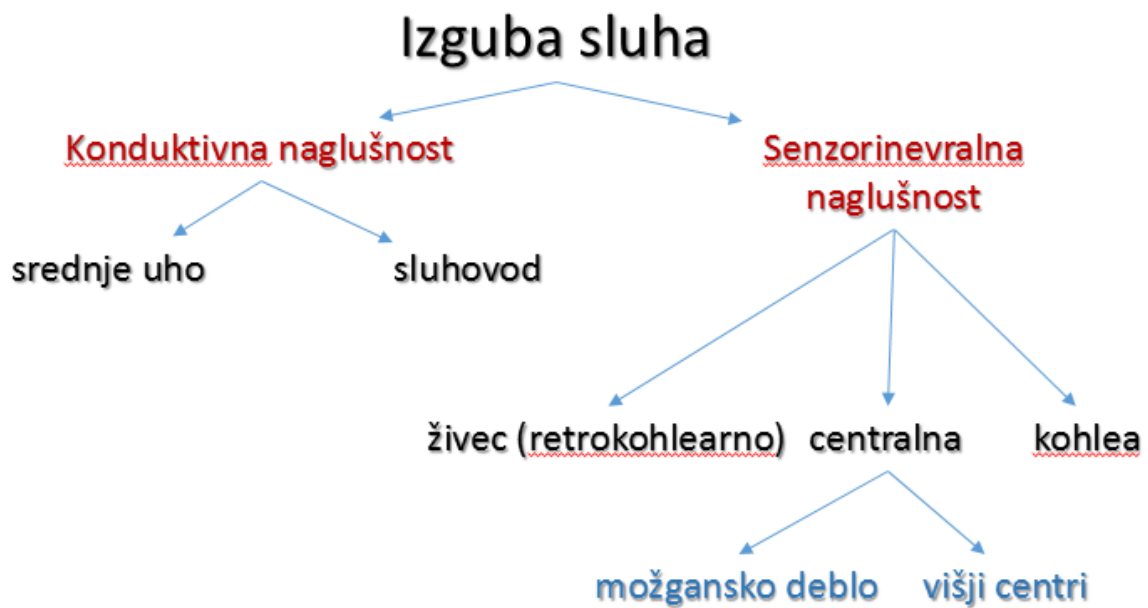 Izguba sluha
Konduktivna naglušnost
Senzorinevralna
naglušnost
srednje uho
sluhovod
živec (retrokohlearno)
centralna
kohlea
možgansko deblo
višji centri